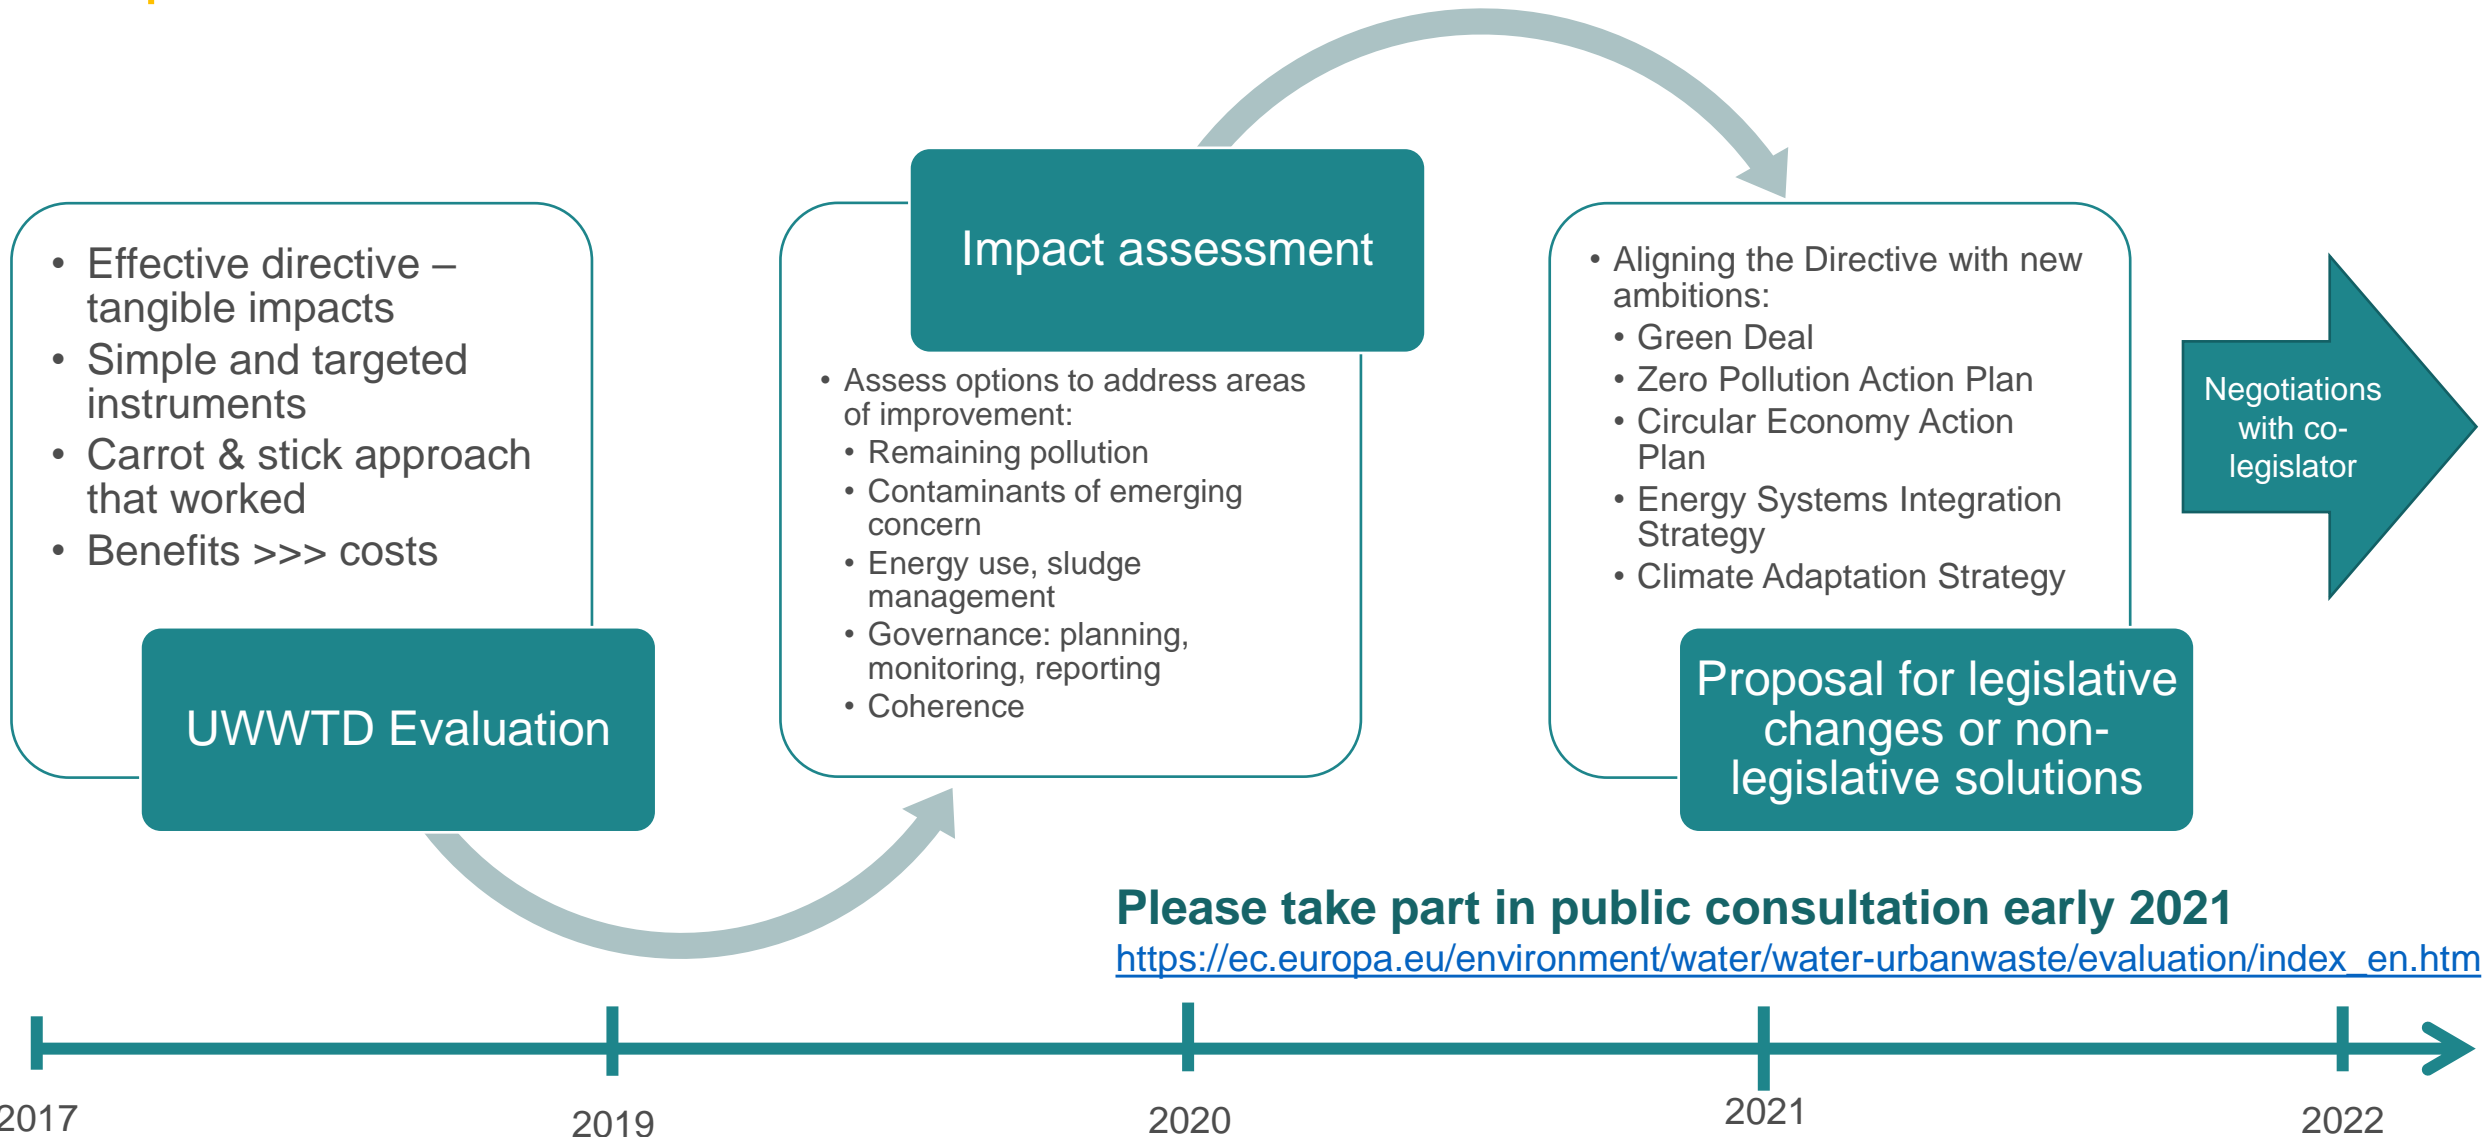 • Effective directive –
tangible impacts
• Simple and targeted
instruments
• Carrot & stick approach
that worked
• Benefits >>> costs
UWWTD Evaluation
Impact assessment
• Assess options to address areas
of improvement:
• Remaining pollution
• Contaminants of emerging
concern
• Energy use, sludge
management
• Governance: planning,
monitoring, reporting
• Coherence
• Aligning the Directive with new
ambitions:
• Green Deal
• Zero Pollution Action Plan
• Circular Economy Action
Plan
• Energy Systems Integration
Strategy
• Climate Adaptation Strategy
Proposal for legislative
changes or non-
legislative solutions
Negotiations
with co-
legislator
Please take part in public consultation early 2021
https://ec.europa.eu/environment/water/water-urbanwaste/evaluation/index_en.htm
2017
2019
2020
2021
2022